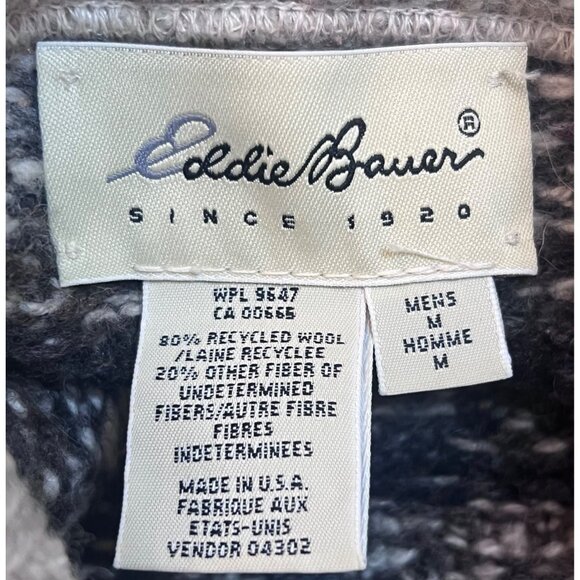 Eddie Bauer®
SINCE 1920
WPL 9647
CA 00665
80% RECYCLED WOOL
/LAINE RECYCLEE
20% OTHER FIBER OF
UNDETERMINED
FIBERS/AUTRE FIBRE
FIBRES
INDETERMINEES
MADE IN U.S.A.
FABRIQUE AUX
ETATS-UNIS
VENDOR 04302
MENS
M
HOMME
M